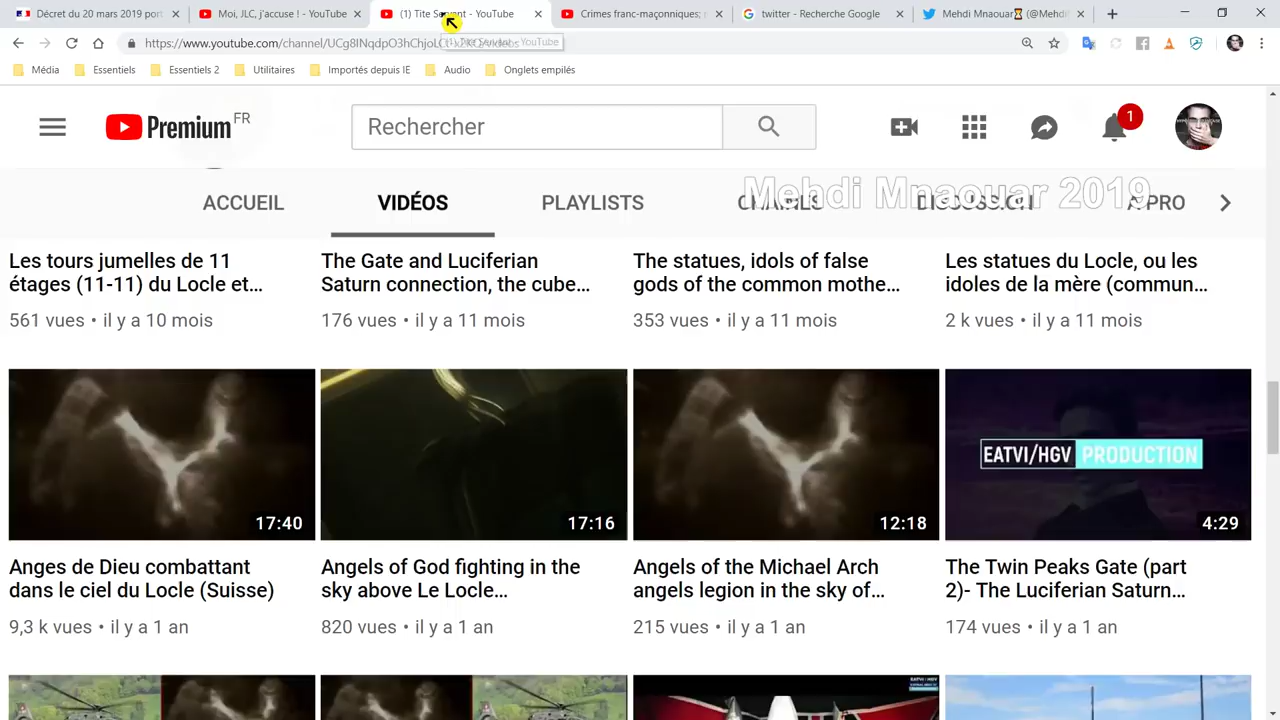 Décret du 20 mars 2019 port
Moi, JLC, j'accuse ! - YouTube
(1) Tite Servant - YouTube
Crimes franc-maçonniques; r
twitter - Recherche Google
Mehdi Mnaouar⌛ (@Mehdi
https://www.youtube.com/channel/UCg8INqdpO3hChjoLC
Média
Essentiels
Essentiels 2
Utilitaires
Importés depuis IE
Audio
Onglets empilés
Premium FR
Rechercher
1
Mehdi Mnaouar 2019
ACCUEIL
VIDÉOS
PLAYLISTS
CHAÎNES
DISCUSSION
À PRO
Les tours jumelles de 11
étages (11-11) du Locle et...
561 vues • il y a 10 mois
The Gate and Luciferian
Saturn connection, the cube...
176 vues • il y a 11 mois
The statues, idols of false
gods of the common mothe...
353 vues • il y a 11 mois
Les statues du Locle, ou les
idoles de la mère (commun...
2 k vues • il y a 11 mois
17:40
17:16
12:18
EATVI/HGV PRODUCTION
4:29
Anges de Dieu combattant
dans le ciel du Locle (Suisse)
9,3 k vues • il y a 1 an
Angels of God fighting in the
sky above Le Locle...
820 vues • il y a 1 an
Angels of the Michael Arch
angels legion in the sky of...
215 vues • il y a 1 an
The Twin Peaks Gate (part
2)- The Luciferian Saturn...
174 vues • il y a 1 an